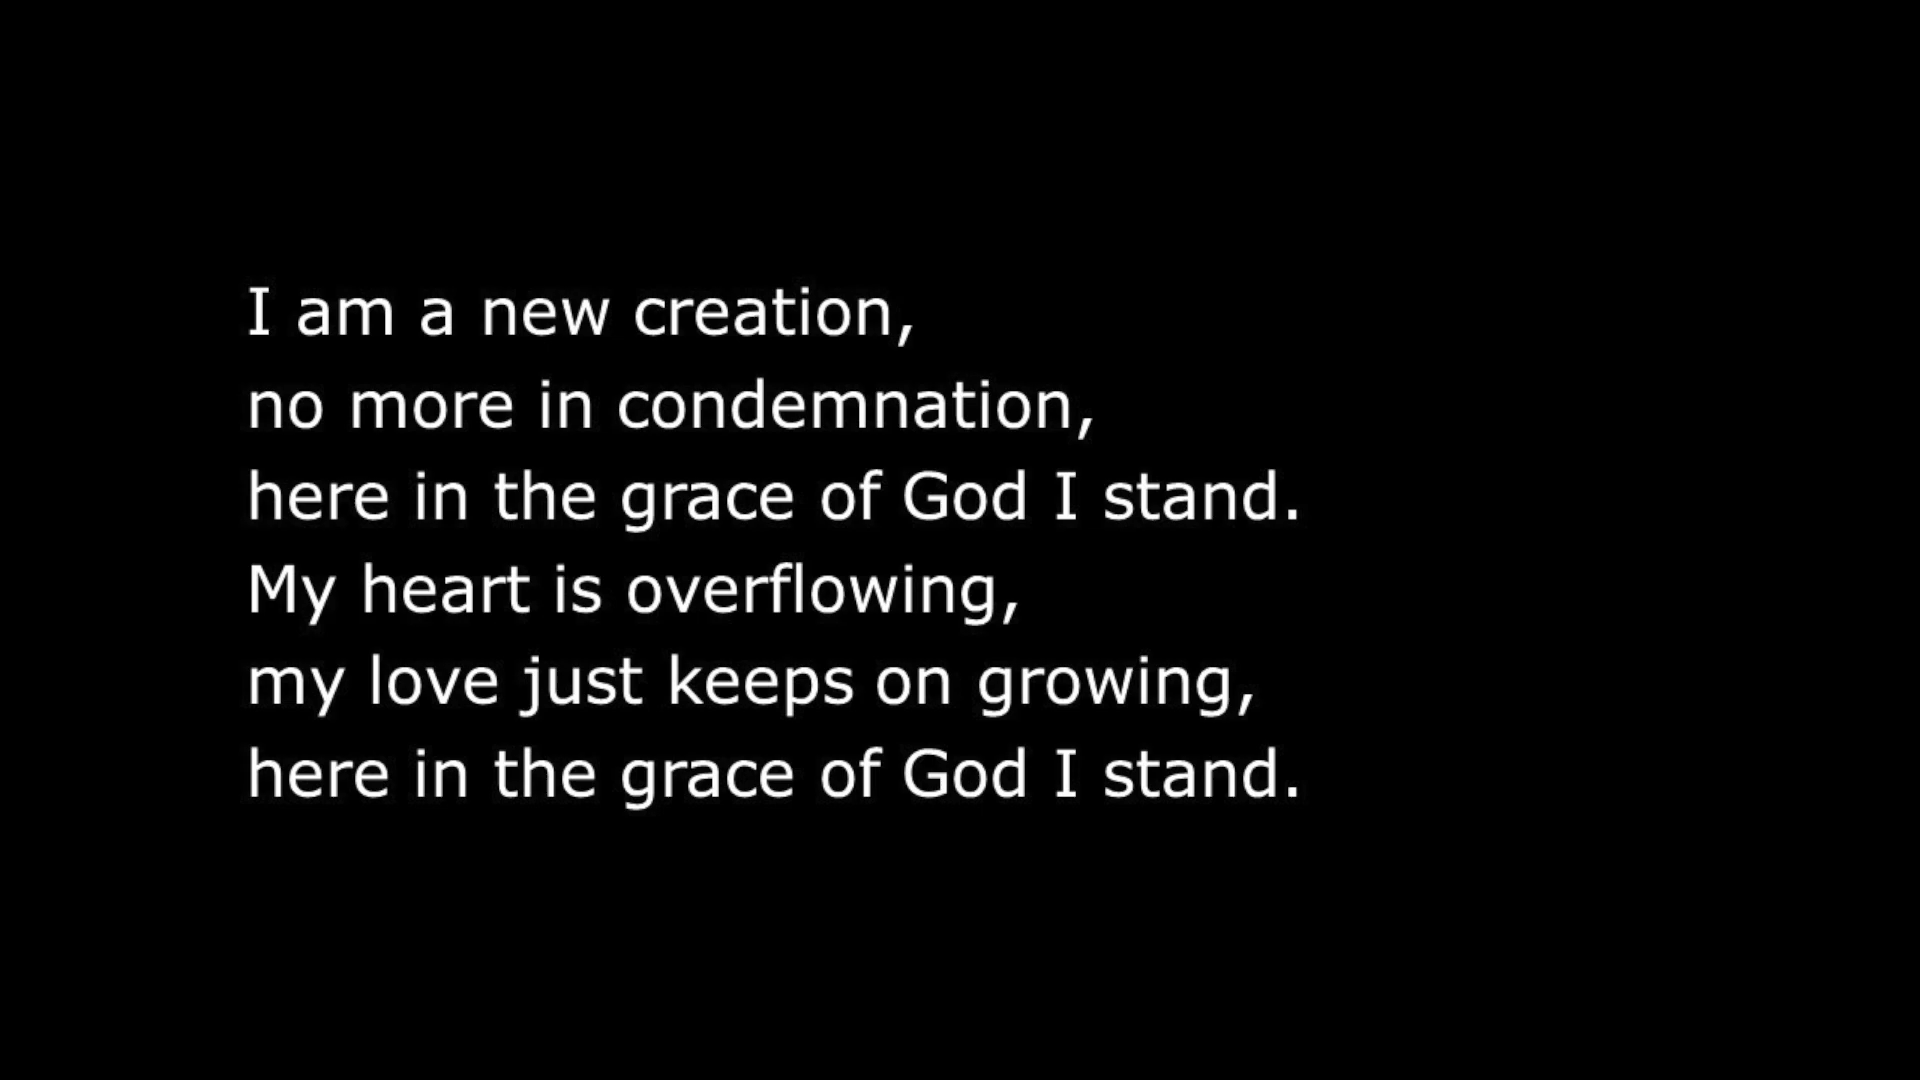 I am a new creation,
no more in condemnation,
here in the grace of God I stand.
My heart is overflowing,
my love just keeps on growing,
here in the grace of God I stand.